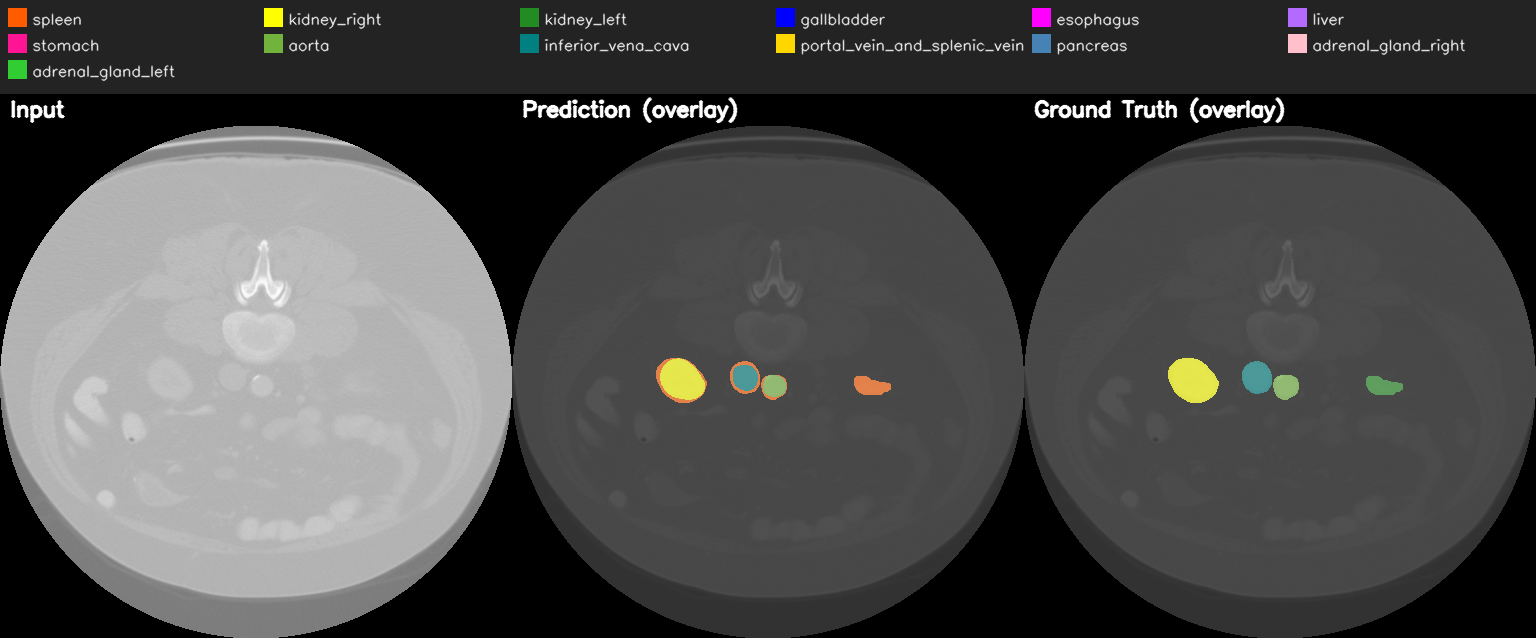 spleen kidney_right kidney_left gallbladder esophagus liver
stomach aorta inferior_vena_cava portal_vein_and_splenic_vein pancreas adrenal_gland_right
adrenal_gland_left
Input Prediction (overlay) Ground Truth (overlay)